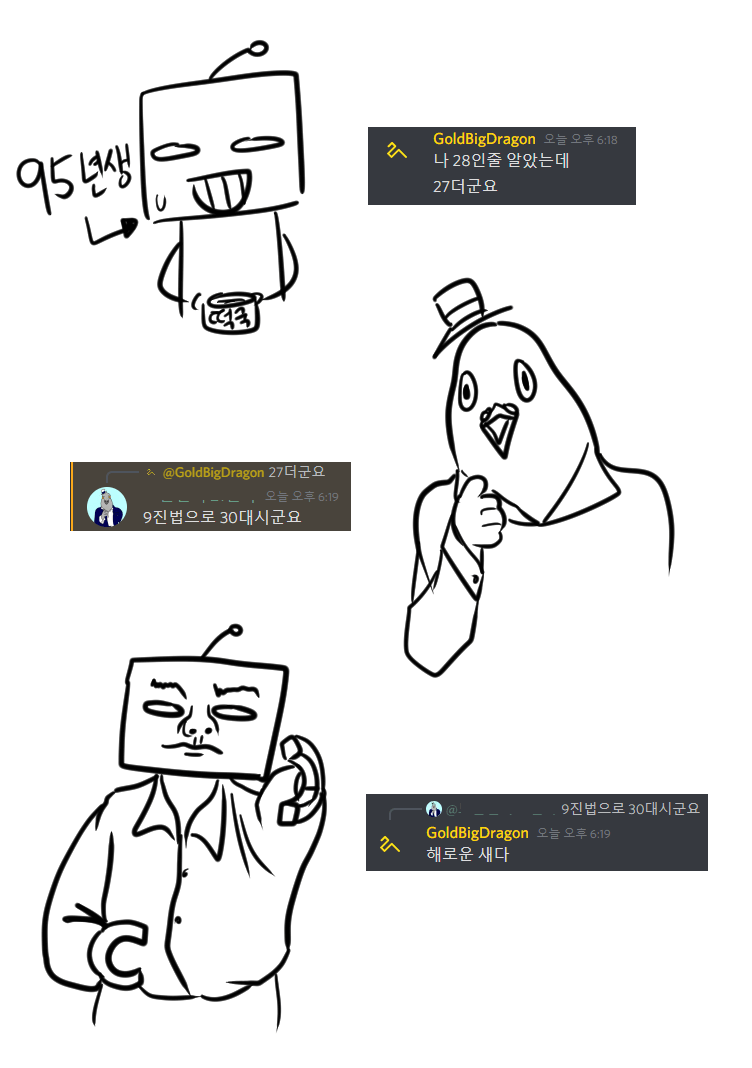 95년생
떡국
GoldBigDragon 오늘 오후 6:18
나 28인줄 알았는데
27더군요
@GoldBigDragon 27더군요
오늘 오후 6:19
9진법으로 30대시군요
9진법으로 30대시군요
GoldBigDragon 오늘 오후 6:19
해로운 새다